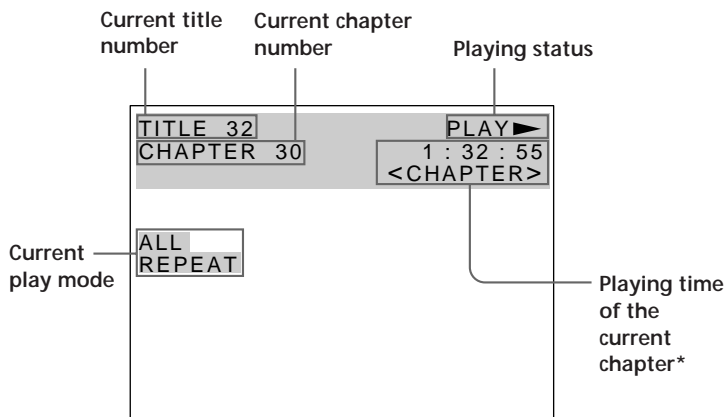 Current title
number
Current chapter
number
Playing status
TITLE 32
CHAPTER 30
PLAY►
1 : 32 : 55
<CHAPTER>
Current
play mode
ALL
REPEAT
Playing time
of the
current
chapter*